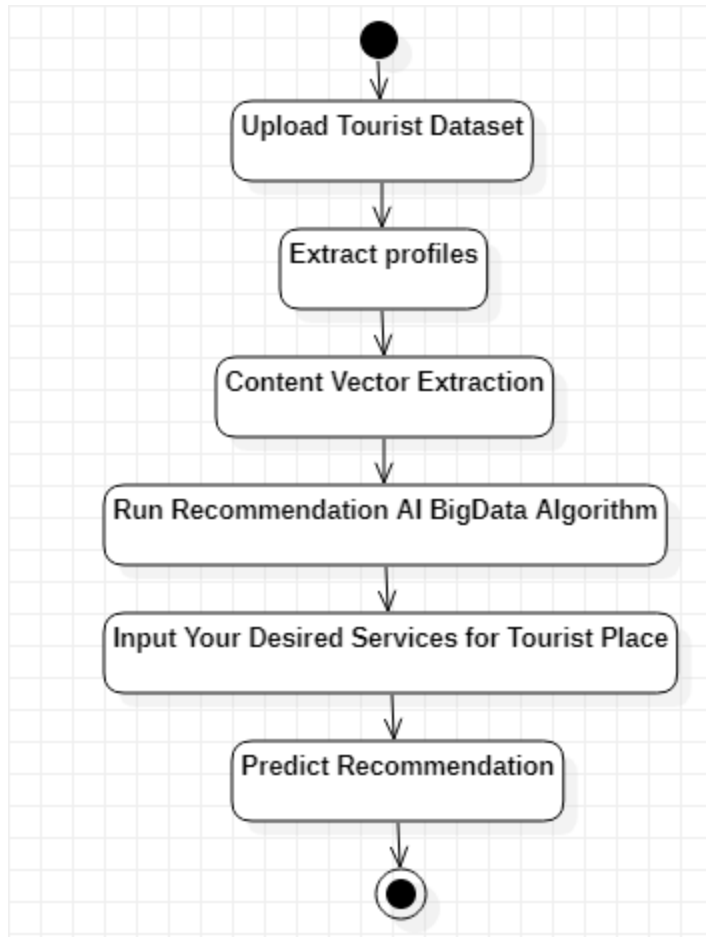 Upload Tourist Dataset
Extract profiles
Content Vector Extraction
Run Recommendation AI BigData Algorithm
Input Your Desired Services for Tourist Place
Predict Recommendation